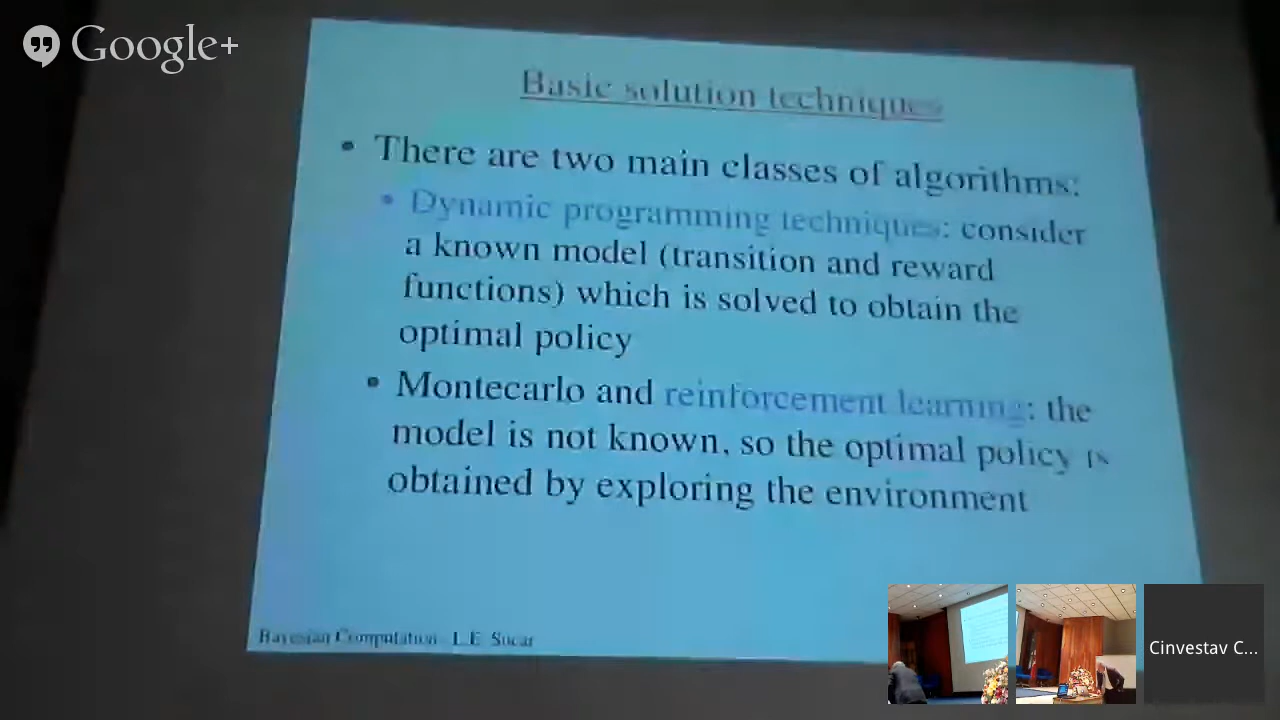 Google+
Basic solution techniques
• There are two main classes of algorithms:
• Dynamic programming techniques: consider
a known model (transition and reward
functions) which is solved to obtain the
optimal policy
• Montecarlo and reinforcement learning: the
model is not known, so the optimal policy is
obtained by exploring the environment
Bayesian Computation - L.E. Sucar
Cinvestav C...